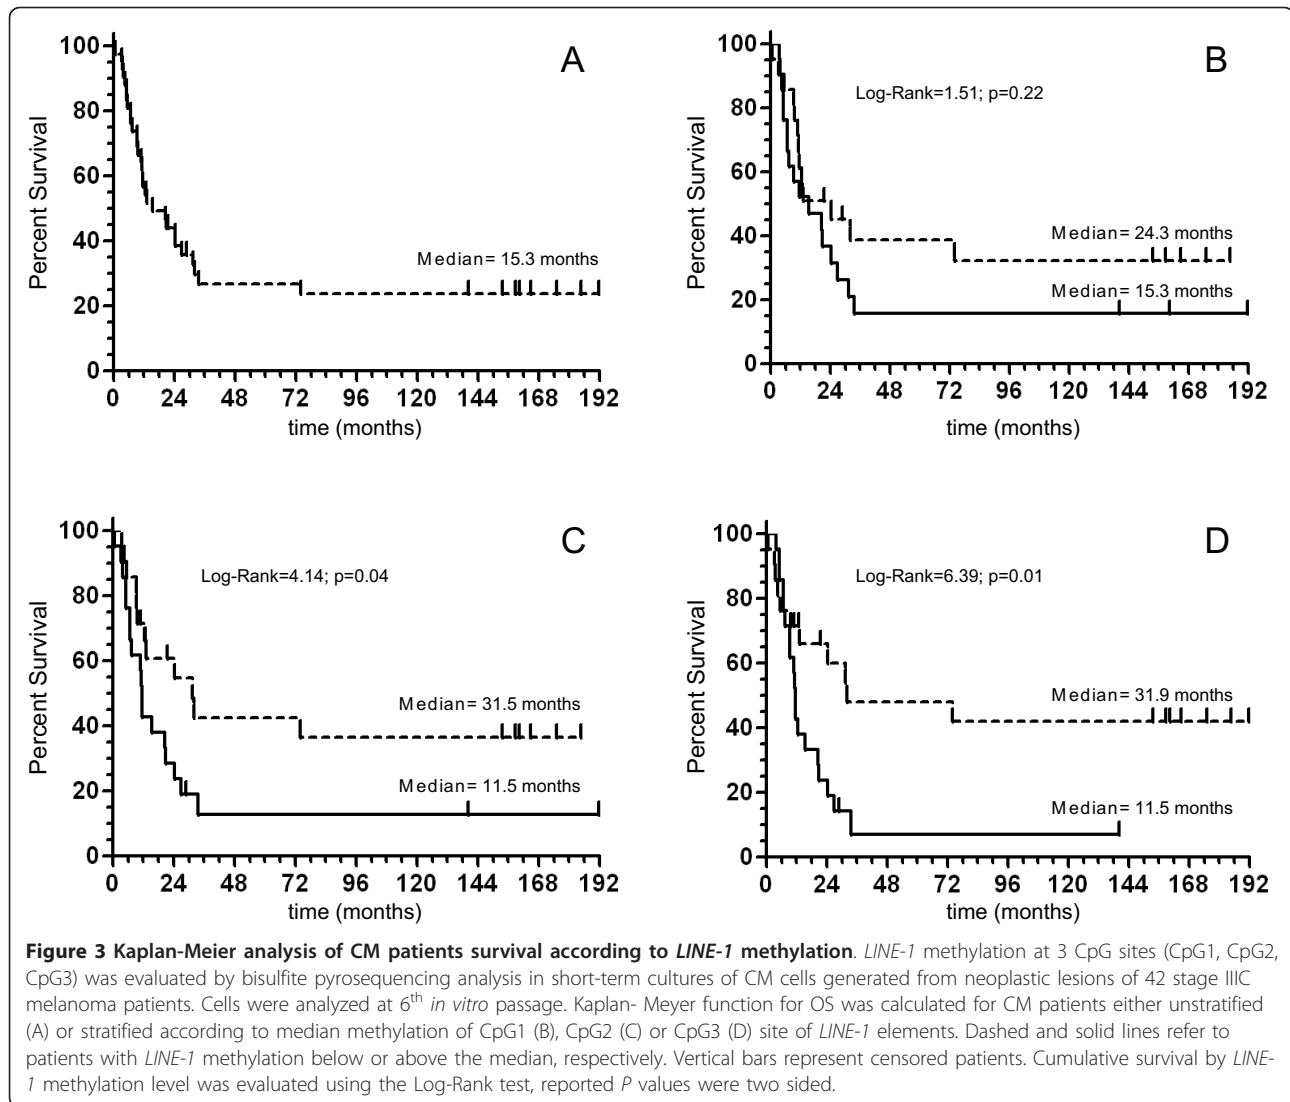 A
100
80
60
40
20
0
Percent Survival
Median= 15.3 months
0 24 48 72 96 120 144 168 192
time (months)
B
100
80
60
40
20
0
Percent Survival
Log-Rank=1.51; p=0.22
Median= 24.3 months
Median= 15.3 months
0 24 48 72 96 120 144 168 192
time (months)
C
100
80
60
40
20
0
Percent Survival
Log-Rank=4.14; p=0.04
Median= 31.5 months
Median= 11.5 months
0 24 48 72 96 120 144 168 192
time (months)
D
100
80
60
40
20
0
Percent Survival
Log-Rank=6.39; p=0.01
Median= 31.9 months
Median= 11.5 months
0 24 48 72 96 120 144 168 192
time (months)
Figure 3 Kaplan-Meier analysis of CM patients survival according to LINE-1 methylation. LINE-1 methylation at 3 CpG sites (CpG1, CpG2,
CpG3) was evaluated by bisulfite pyrosequencing analysis in short-term cultures of CM cells generated from neoplastic lesions of 42 stage IIIC
melanoma patients. Cells were analyzed at 6th in vitro passage. Kaplan- Meyer function for OS was calculated for CM patients either unstratified
(A) or stratified according to median methylation of CpG1 (B), CpG2 (C) or CpG3 (D) site of LINE-1 elements. Dashed and solid lines refer to
patients with LINE-1 methylation below or above the median, respectively. Vertical bars represent censored patients. Cumulative survival by LINE-
1 methylation level was evaluated using the Log-Rank test, reported P values were two sided.